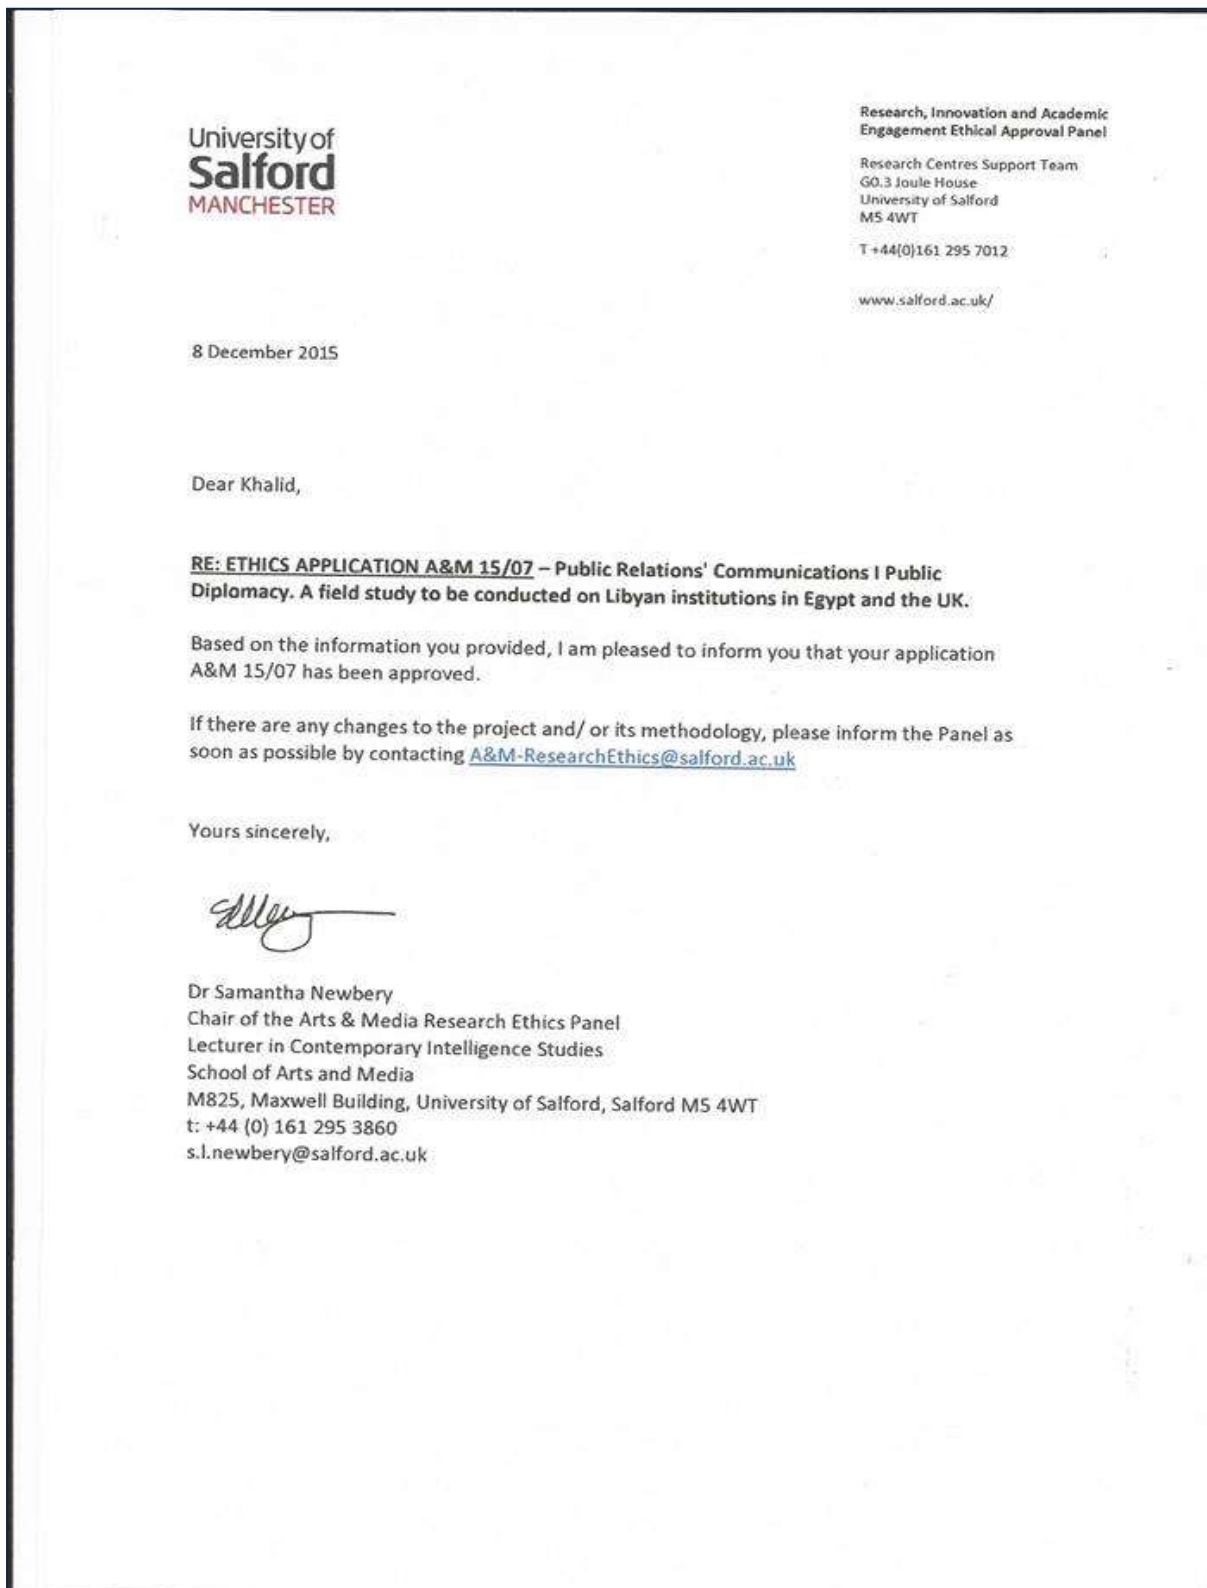 University of
Salford
MANCHESTER
Research, Innovation and Academic
Engagement Ethical Approval Panel
Research Centres Support Team
G0.3 Joule House
University of Salford
M5 4WT
T +44(0)161 295 7012
www.salford.ac.uk/
8 December 2015
Dear Khalid,
RE: ETHICS APPLICATION A&M 15/07 – Public Relations' Communications I Public
Diplomacy. A field study to be conducted on Libyan institutions in Egypt and the UK.
Based on the information you provided, I am pleased to inform you that your application
A&M 15/07 has been approved.
If there are any changes to the project and/ or its methodology, please inform the Panel as
soon as possible by contacting A&M-ResearchEthics@salford.ac.uk
Yours sincerely,
Dr Samantha Newbery
Chair of the Arts & Media Research Ethics Panel
Lecturer in Contemporary Intelligence Studies
School of Arts and Media
M825, Maxwell Building, University of Salford, Salford M5 4WT
t: +44 (0) 161 295 3860
s.l.newbery@salford.ac.uk